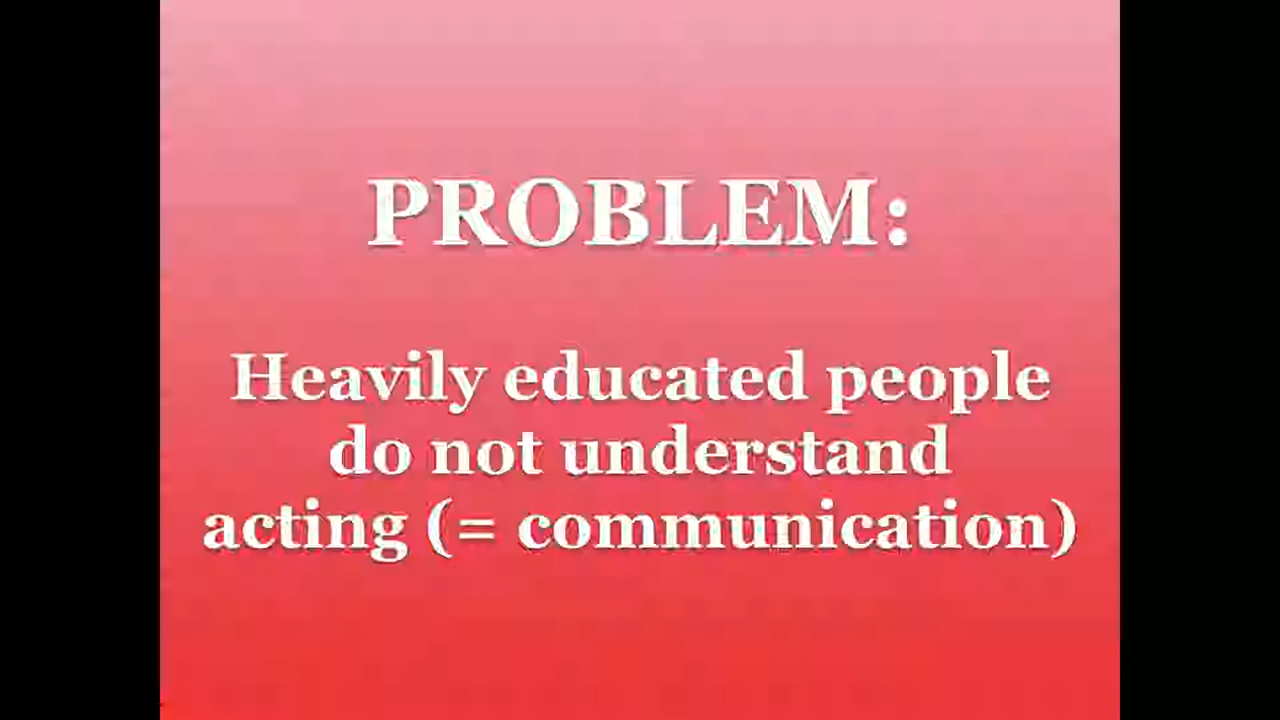 PROBLEM:
Heavily educated people
do not understand
acting (= communication)